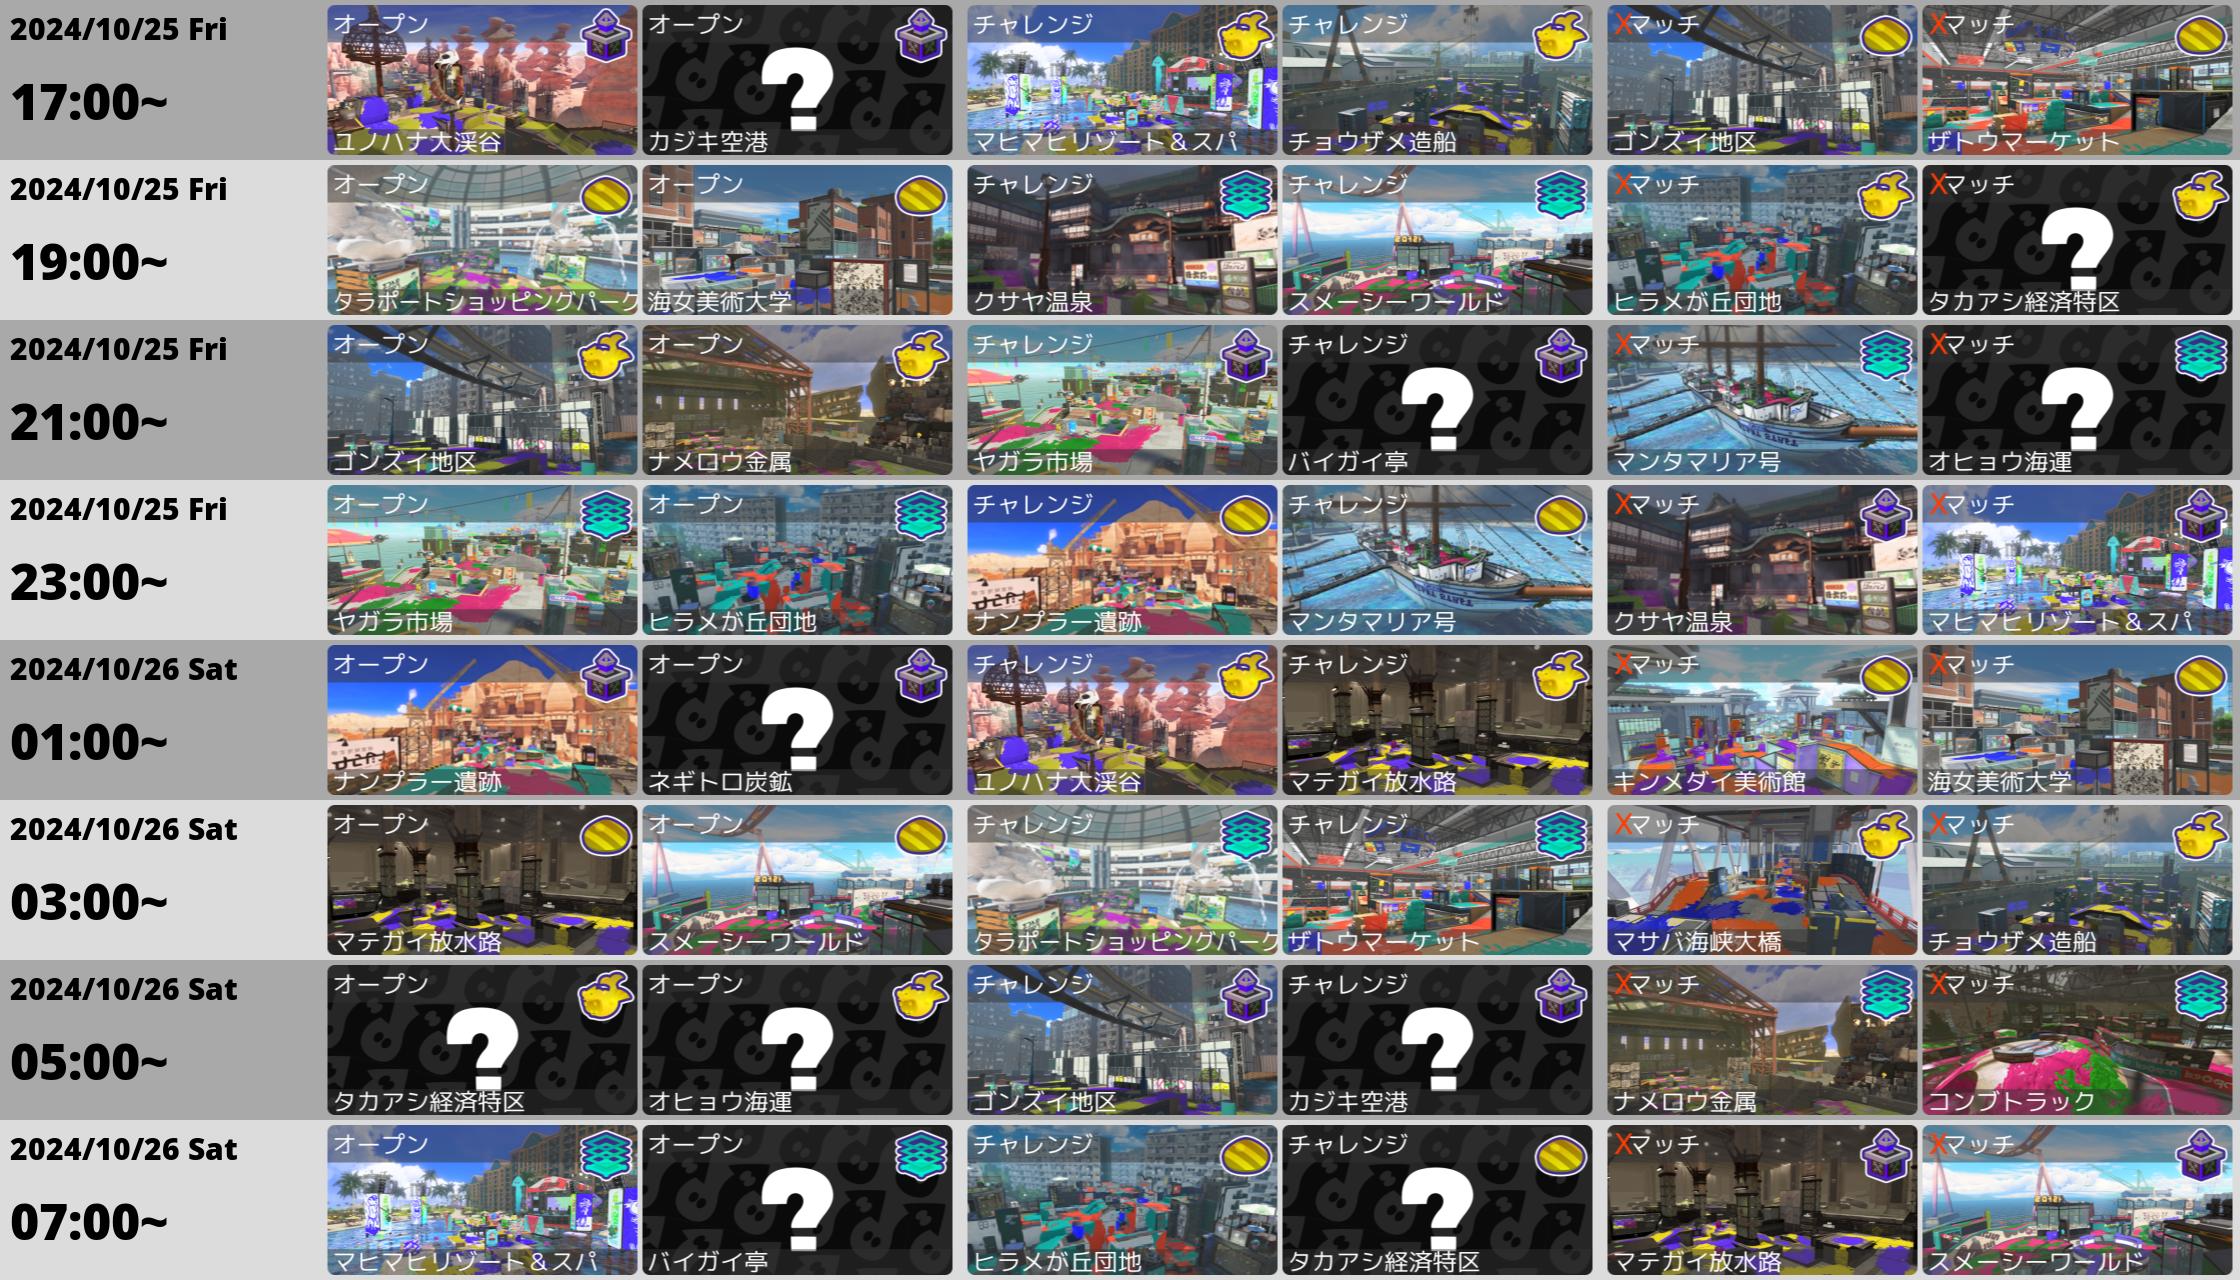 2024/10/25 Fri
17:00~
オープン
ユノハナ大渓谷
オープン
カジキ空港
チャレンジ
マヒマヒリゾート＆スパ
チャレンジ
チョウザメ造船
Xマッチ
ゴンズイ地区
Xマッチ
ザトウマーケット
2024/10/25 Fri
19:00~
オープン
タラポートショッピングパーク
オープン
海女美術大学
チャレンジ
クサヤ温泉
チャレンジ
スメーシーワールド
Xマッチ
ヒラメが丘団地
Xマッチ
タカアシ経済特区
2024/10/25 Fri
21:00~
オープン
ゴンズイ地区
オープン
ナメロウ金属
チャレンジ
ヤガラ市場
チャレンジ
バイガイ亭
Xマッチ
マンタマリア号
Xマッチ
オヒョウ海運
2024/10/25 Fri
23:00~
オープン
ヤガラ市場
オープン
ヒラメが丘団地
チャレンジ
ナンプラー遺跡
チャレンジ
マンタマリア号
Xマッチ
クサヤ温泉
Xマッチ
マヒマヒリゾート＆スパ
2024/10/26 Sat
01:00~
オープン
ナンプラー遺跡
オープン
ネギトロ炭鉱
チャレンジ
ユノハナ大渓谷
チャレンジ
マテガイ放水路
Xマッチ
キンメダイ美術館
Xマッチ
海女美術大学
2024/10/26 Sat
03:00~
オープン
マテガイ放水路
オープン
スメーシーワールド
チャレンジ
タラポートショッピングパーク
チャレンジ
ザトウマーケット
Xマッチ
マサバ海峡大橋
Xマッチ
チョウザメ造船
2024/10/26 Sat
05:00~
オープン
タカアシ経済特区
オープン
オヒョウ海運
チャレンジ
ゴンズイ地区
チャレンジ
カジキ空港
Xマッチ
ナメロウ金属
Xマッチ
コンブトラック
2024/10/26 Sat
07:00~
オープン
マヒマヒリゾート＆スパ
オープン
バイガイ亭
チャレンジ
ヒラメが丘団地
チャレンジ
タカアシ経済特区
Xマッチ
マテガイ放水路
Xマッチ
スメーシーワールド